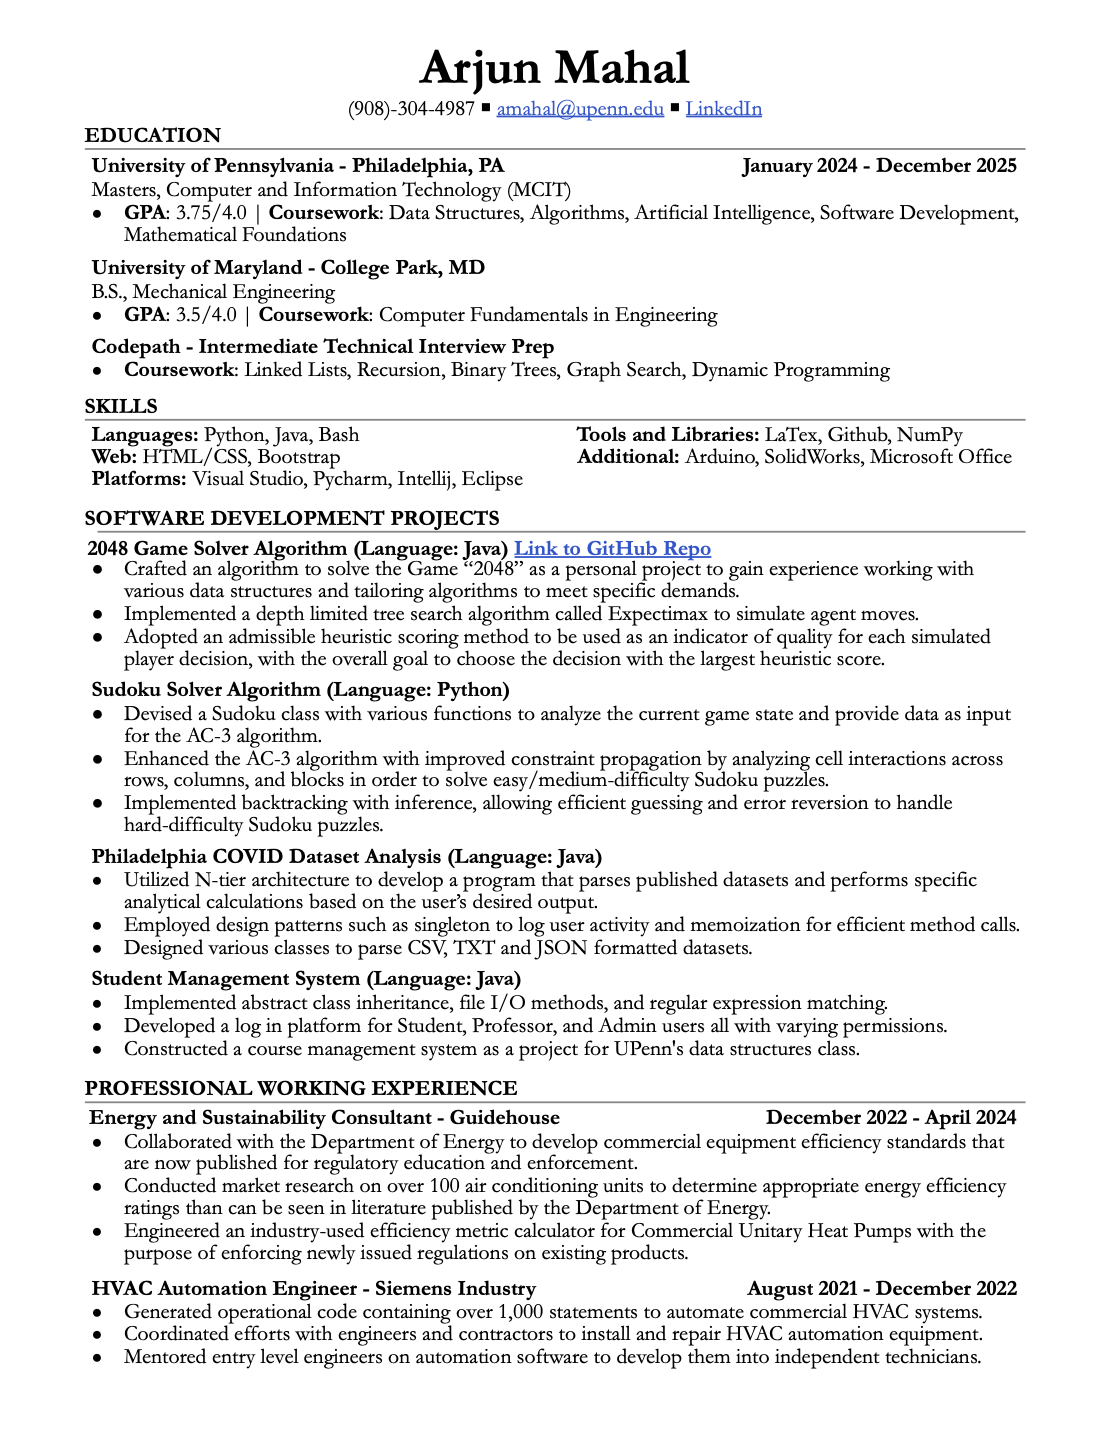 Arjun Mahal
(908)-304-4987 ▪ amahal@upenn.edu ▪ LinkedIn
EDUCATION
University of Pennsylvania - Philadelphia, PA January 2024 - December 2025
Masters, Computer and Information Technology (MCIT)
● GPA: 3.75/4.0 | Coursework: Data Structures, Algorithms, Artificial Intelligence, Software Development,
Mathematical Foundations
University of Maryland - College Park, MD
B.S., Mechanical Engineering
● GPA: 3.5/4.0 | Coursework: Computer Fundamentals in Engineering
Codepath - Intermediate Technical Interview Prep
● Coursework: Linked Lists, Recursion, Binary Trees, Graph Search, Dynamic Programming
SKILLS
Languages: Python, Java, Bash Tools and Libraries: LaTex, Github, NumPy
Web: HTML/CSS, Bootstrap Additional: Arduino, SolidWorks, Microsoft Office
Platforms: Visual Studio, Pycharm, Intellij, Eclipse
SOFTWARE DEVELOPMENT PROJECTS
2048 Game Solver Algorithm (Language: Java) Link to GitHub Repo
● Crafted an algorithm to solve the Game “2048” as a personal project to gain experience working with
various data structures and tailoring algorithms to meet specific demands.
● Implemented a depth limited tree search algorithm called Expectimax to simulate agent moves.
● Adopted an admissible heuristic scoring method to be used as an indicator of quality for each simulated
player decision, with the overall goal to choose the decision with the largest heuristic score.
Sudoku Solver Algorithm (Language: Python)
● Devised a Sudoku class with various functions to analyze the current game state and provide data as input
for the AC-3 algorithm.
● Enhanced the AC-3 algorithm with improved constraint propagation by analyzing cell interactions across
rows, columns, and blocks in order to solve easy/medium-difficulty Sudoku puzzles.
● Implemented backtracking with inference, allowing efficient guessing and error reversion to handle
hard-difficulty Sudoku puzzles.
Philadelphia COVID Dataset Analysis (Language: Java)
● Utilized N-tier architecture to develop a program that parses published datasets and performs specific
analytical calculations based on the user’s desired output.
● Employed design patterns such as singleton to log user activity and memoization for efficient method calls.
● Designed various classes to parse CSV, TXT and JSON formatted datasets.
Student Management System (Language: Java)
● Implemented abstract class inheritance, file I/O methods, and regular expression matching.
● Developed a log in platform for Student, Professor, and Admin users all with varying permissions.
● Constructed a course management system as a project for UPenn's data structures class.
PROFESSIONAL WORKING EXPERIENCE
Energy and Sustainability Consultant - Guidehouse December 2022 - April 2024
● Collaborated with the Department of Energy to develop commercial equipment efficiency standards that
are now published for regulatory education and enforcement.
● Conducted market research on over 100 air conditioning units to determine appropriate energy efficiency
ratings than can be seen in literature published by the Department of Energy.
● Engineered an industry-used efficiency metric calculator for Commercial Unitary Heat Pumps with the
purpose of enforcing newly issued regulations on existing products.
HVAC Automation Engineer - Siemens Industry August 2021 - December 2022
● Generated operational code containing over 1,000 statements to automate commercial HVAC systems.
● Coordinated efforts with engineers and contractors to install and repair HVAC automation equipment.
● Mentored entry level engineers on automation software to develop them into independent technicians.